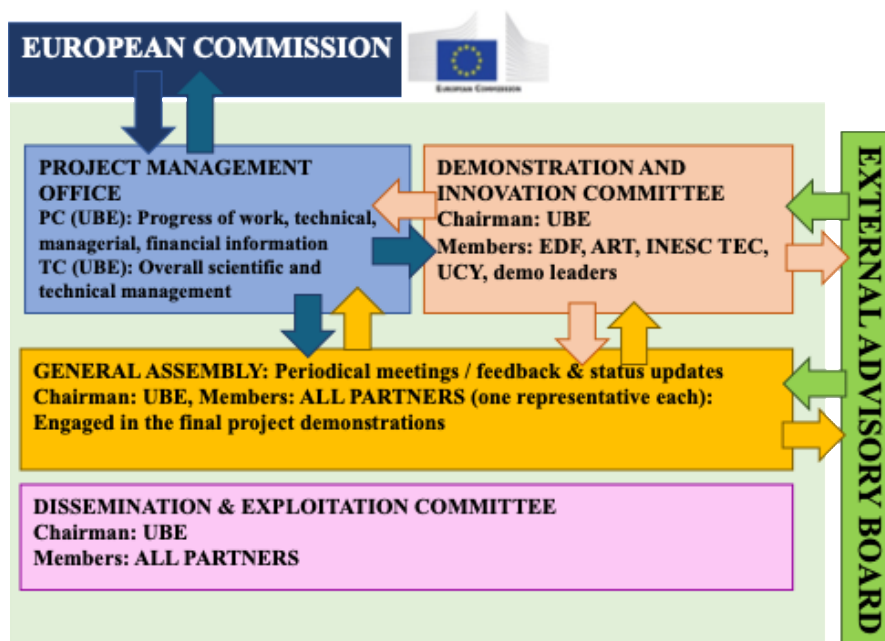 EUROPEAN COMMISSION
European Commission
PROJECT MANAGEMENT
OFFICE
PC (UBE): Progress of work, technical,
managerial, financial information
TC (UBE): Overall scientific and
technical management
DEMONSTRATION AND
INNOVATION COMMITTEE
Chairman: UBE
Members: EDF, ART, INESC TEC,
UCY, demo leaders
GENERAL ASSEMBLY: Periodical meetings / feedback & status updates
Chairman: UBE, Members: ALL PARTNERS (one representative each):
Engaged in the final project demonstrations
DISSEMINATION & EXPLOITATION COMMITTEE
Chairman: UBE
Members: ALL PARTNERS
EXTERNAL ADVISORY BOARD